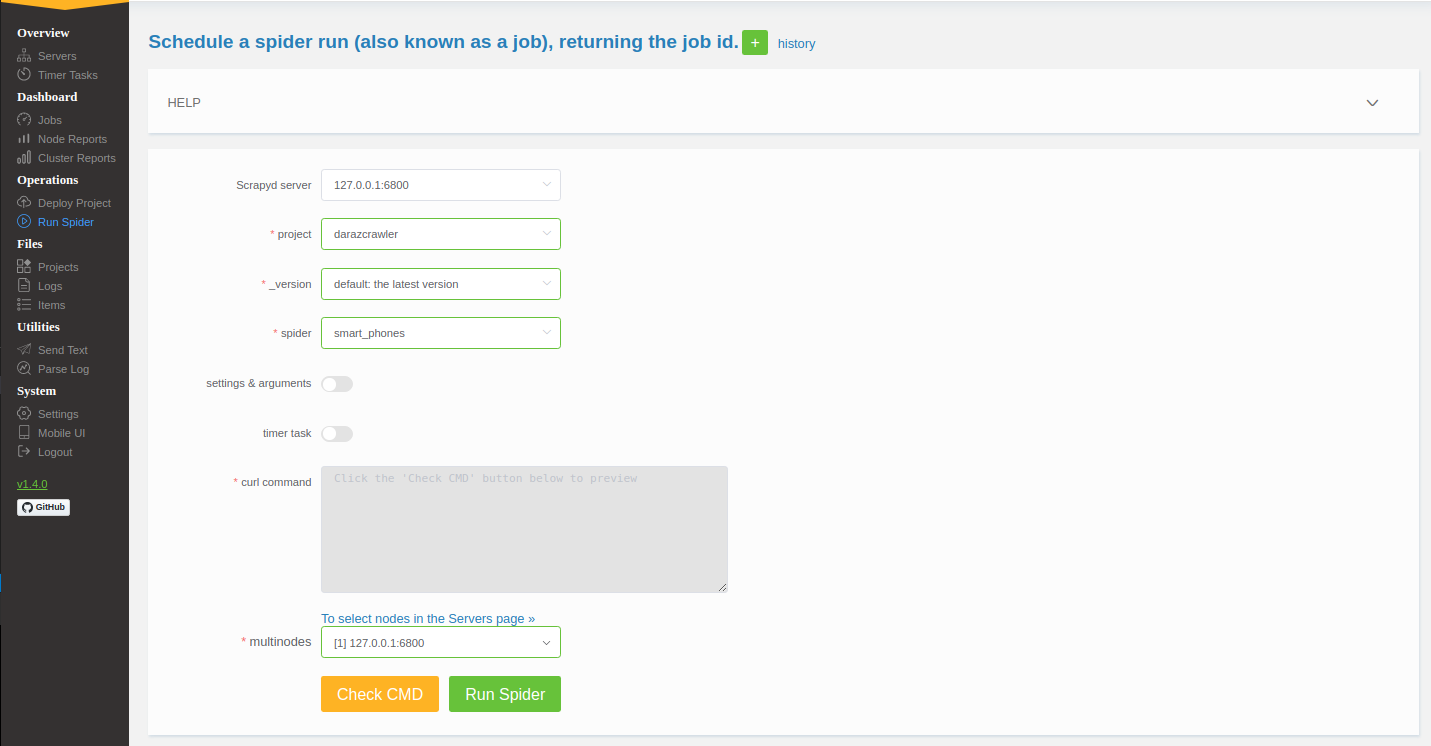 Overview
Servers
Timer Tasks
Dashboard
Jobs
Node Reports
Cluster Reports
Operations
Deploy Project
Run Spider
Files
Projects
Logs
Items
Utilities
Send Text
Parse Log
System
Settings
Mobile UI
Logout
v1.4.0
GitHub
Schedule a spider run (also known as a job), returning the job id. + history
HELP
Scrapyd server 127.0.0.1:6800
* project darazcrawler
* _version default: the latest version
* spider smart_phones
settings & arguments
timer task
* curl command Click the 'Check CMD' button below to preview
To select nodes in the Servers page »
* multinodes [1] 127.0.0.1:6800
Check CMD Run Spider